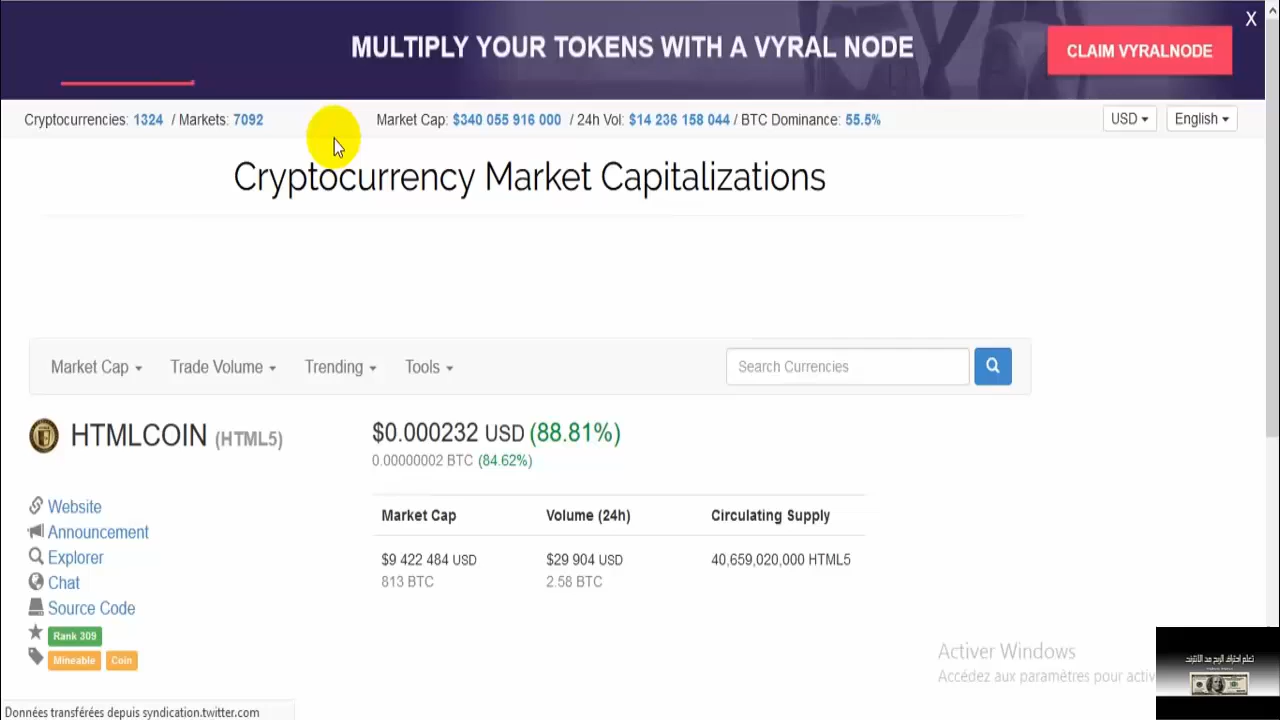 X
MULTIPLY YOUR TOKENS WITH A VYRAL NODE
CLAIM VYRALNODE
Cryptocurrencies: 1324 / Markets: 7092
Market Cap: $340 055 916 000 / 24h Vol: $14 236 158 044 / BTC Dominance: 55.5%
USD
English
Cryptocurrency Market Capitalizations
Market Cap
Trade Volume
Trending
Tools
Search Currencies
HTMLCOIN (HTML5)
$0.000232 USD (88.81%)
0.00000002 BTC (84.62%)
Website
Announcement
Explorer
Chat
Source Code
Rank 309
Mineable Coin
Market Cap Volume (24h) Circulating Supply
$9 422 484 USD $29 904 USD 40,659,020,000 HTML5
813 BTC 2.58 BTC
Activer Windows
Accédez aux paramètres pour activ
تعلم احتراف الربح من الانترنت
Données transférées depuis syndication.twitter.com